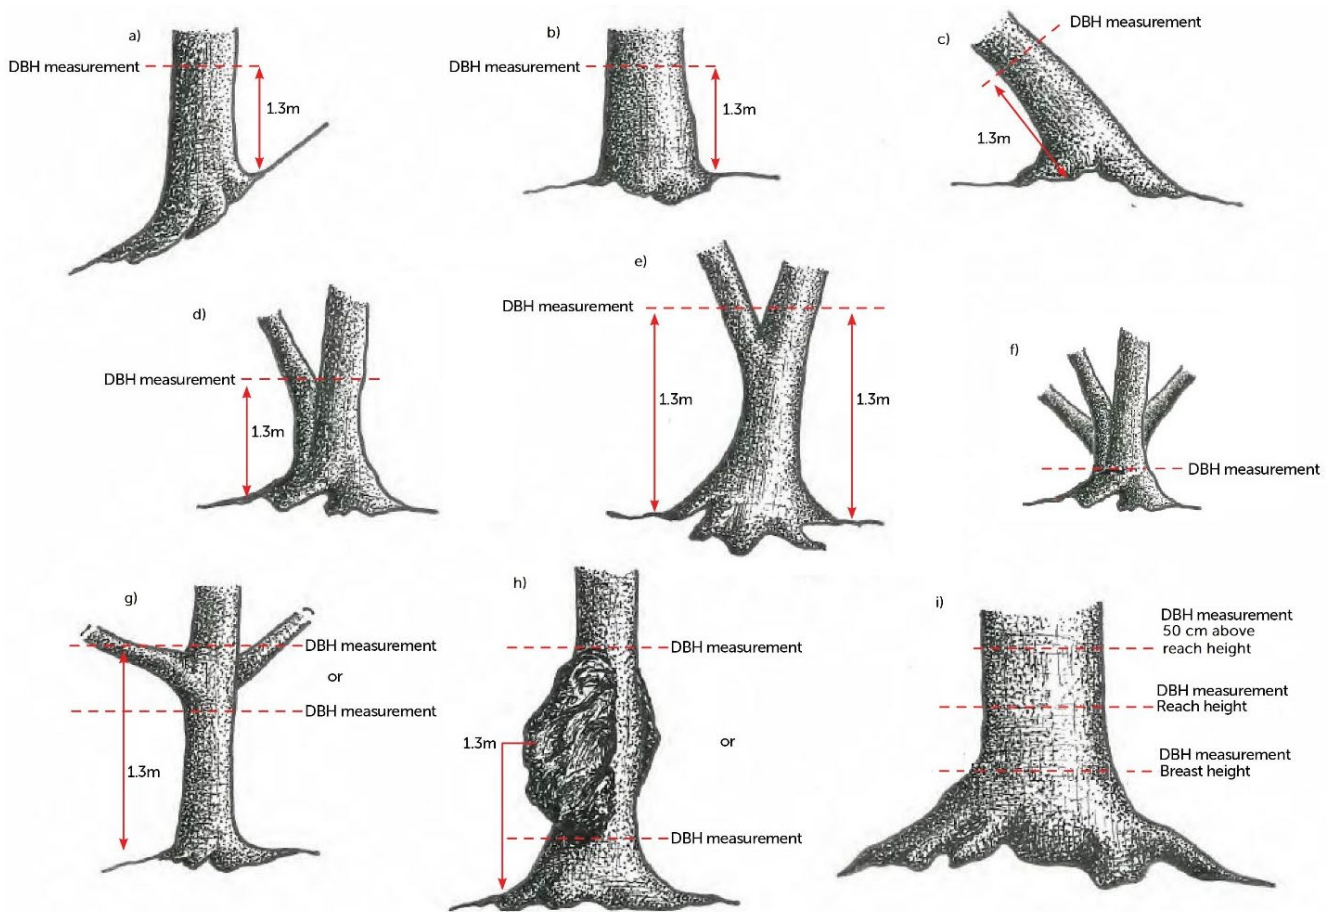 a)
DBH measurement
1.3m
b)
DBH measurement
1.3m
c)
DBH measurement
1.3m
d)
DBH measurement
1.3m
e)
DBH measurement
1.3m
1.3m
f)
DBH measurement
g)
DBH measurement
or
DBH measurement
1.3m
h)
DBH measurement
1.3m
or
DBH measurement
i)
DBH measurement
50 cm above
reach height
DBH measurement
Reach height
DBH measurement
Breast height